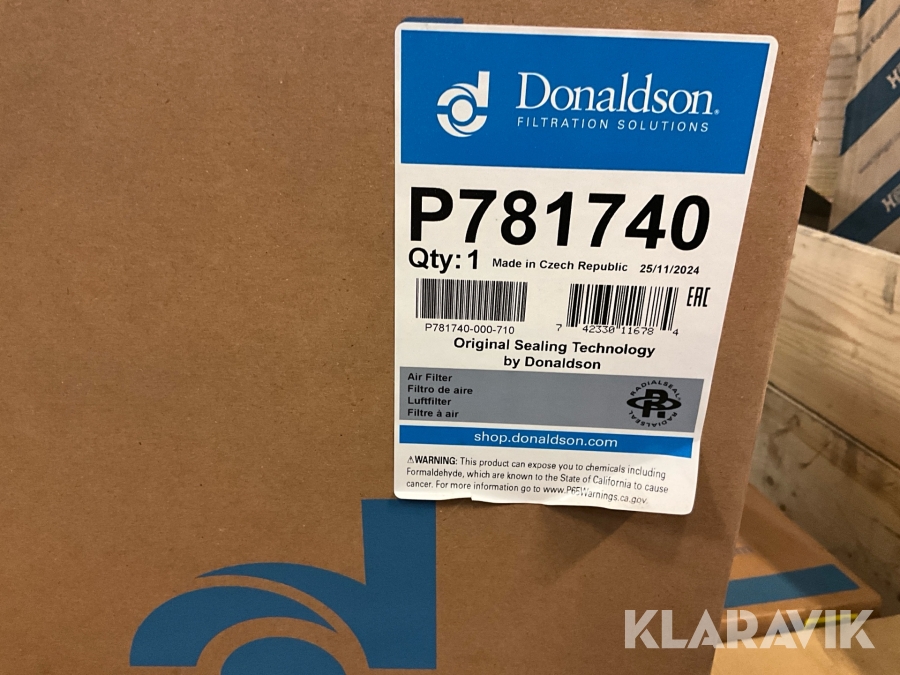 Donaldson.
FILTRATION SOLUTIONS
P781740
Qty: 1 Made in Czech Republic 25/11/2024
EAC
P781740-000-710
7 42330 11678 4
Original Sealing Technology
by Donaldson
Air Filter
Filtro de aire
Luftfilter
Filtre à air
RADIALSEAL
RADIALSEAL
shop.donaldson.com
⚠WARNING: This product can expose you to chemicals including
Formaldehyde, which are known to the State of California to cause
cancer. For more information go to www.P65Warnings.ca.gov.
KLARAVIK